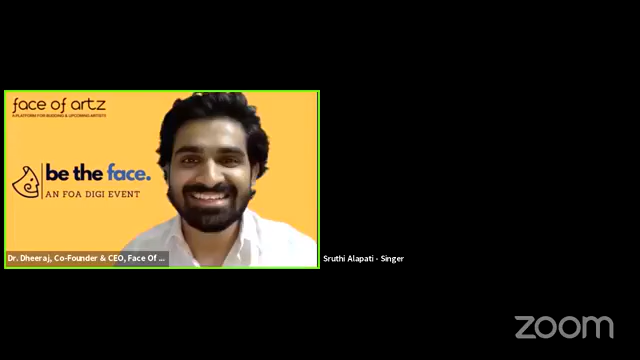 face of artz
A PLATFORM FOR BUDDING & UPCOMING ARTISTS
be the face.
AN FOA DIGI EVENT
Dr. Dheeraj, Co-Founder & CEO, Face Of ...
Sruthi Alapati - Singer
zoom